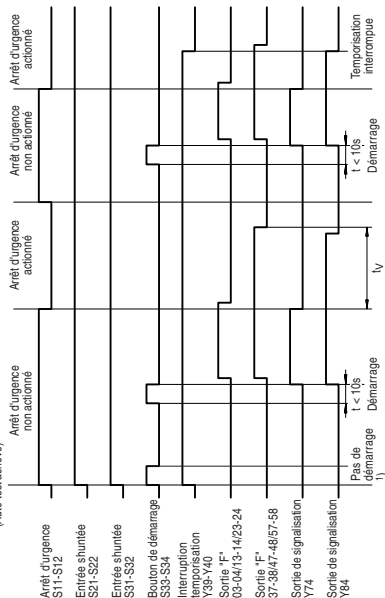 Arrêt d'urgence
non actionné
Arrêt d'urgence
actionné
Arrêt d'urgence
non actionné
Arrêt d'urgence
actionné
Arrêt d'urgence
S11-S12
Entrée shuntée
S21-S22
Entrée shuntée
S31-S32
Bouton de démarrage
S33-S34
Interruption
temporisation
Y39-Y40
Sortie "F"
03-04/13-14/23-24
Sortie "F"
37-38/47-48/57-58
Sortie de signalisation
Y74
Sortie de signalisation
Y84
Pas de
démarrage
1)
t < 10s
Démarrage
tv
t < 10s
Démarrage
Temporisation
interrompue